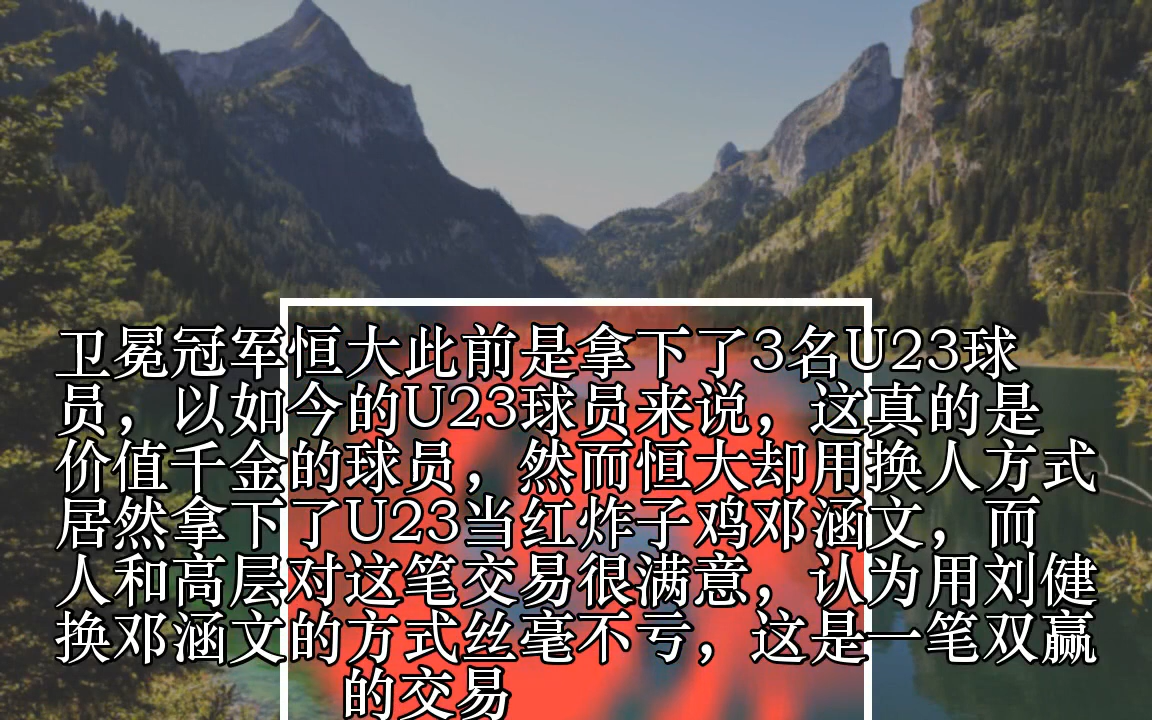 卫冕冠军恒大此前是拿下了3名U23球
员，以如今的U23球员来说，这真的是
价值千金的球员，然而恒大却用换人方式
居然拿下了U23当红炸子鸡邓涵文，而
人和高层对这笔交易很满意，认为用刘健
换邓涵文的方式丝毫不亏，这是一笔双赢
的交易